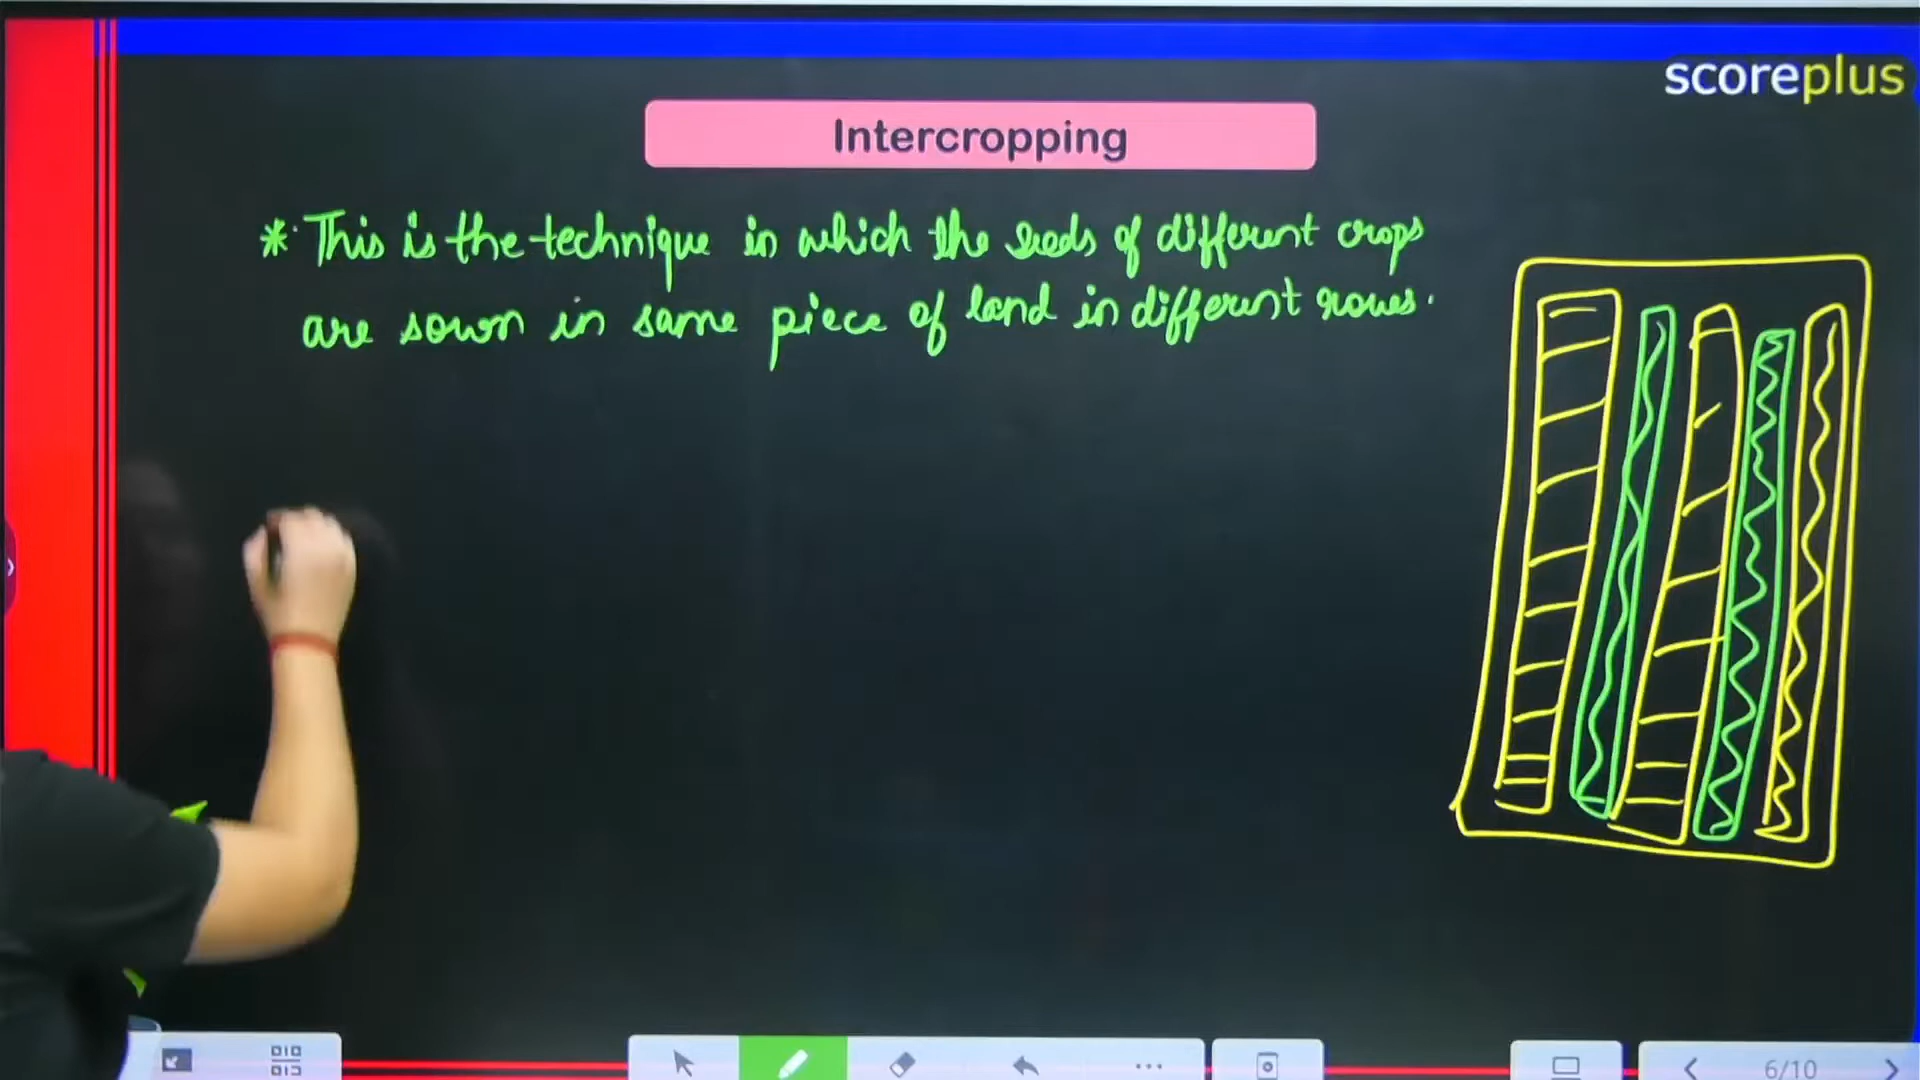 scoreplus
Intercropping
* This is the technique in which the seeds of different crops
are sown in same piece of land in different rows.
6/10